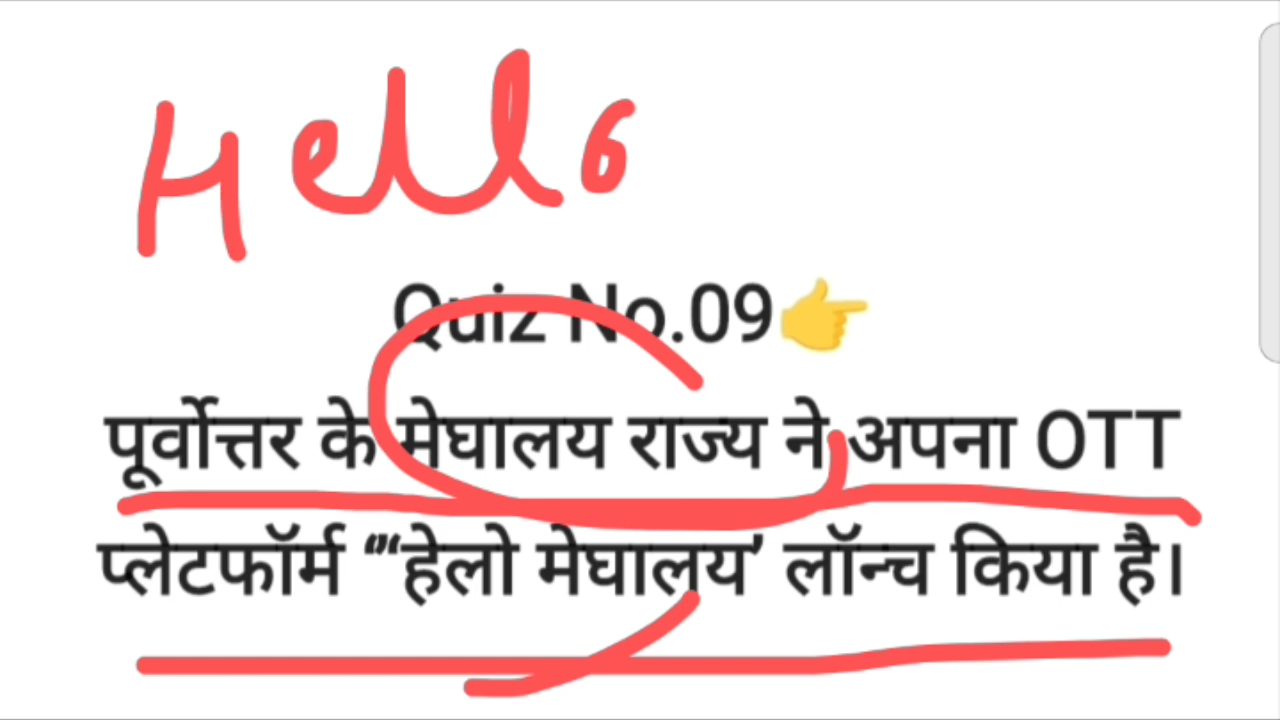 Hello
Quiz No.09👉
पूर्वोत्तर के मेघालय राज्य ने अपना OTT
प्लेटफॉर्म “‘हेलो मेघालय’ लॉन्च किया है।